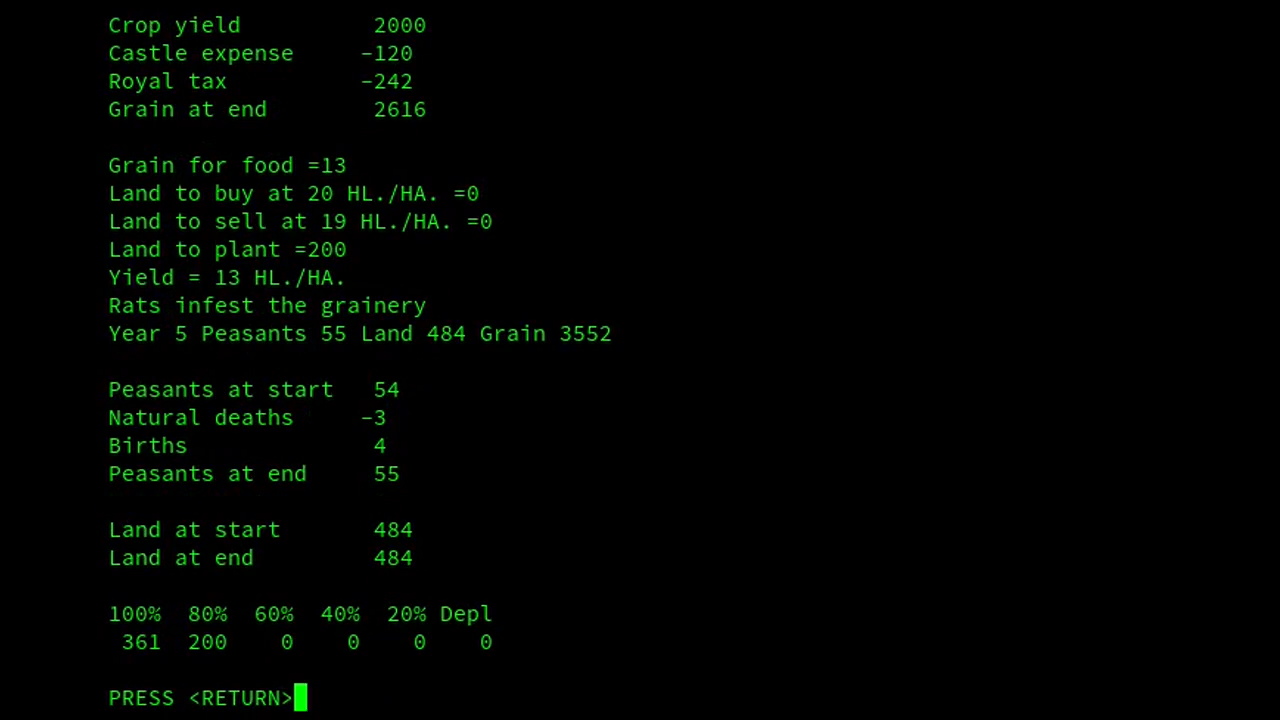 Crop yield 2000
Castle expense -120
Royal tax -242
Grain at end 2616
Grain for food =13
Land to buy at 20 HL./HA. =0
Land to sell at 19 HL./HA. =0
Land to plant =200
Yield = 13 HL./HA.
Rats infest the grainery
Year 5 Peasants 55 Land 484 Grain 3552
Peasants at start 54
Natural deaths -3
Births 4
Peasants at end 55
Land at start 484
Land at end 484
100% 80% 60% 40% 20% Depl
361 200 0 0 0 0
PRESS <RETURN>